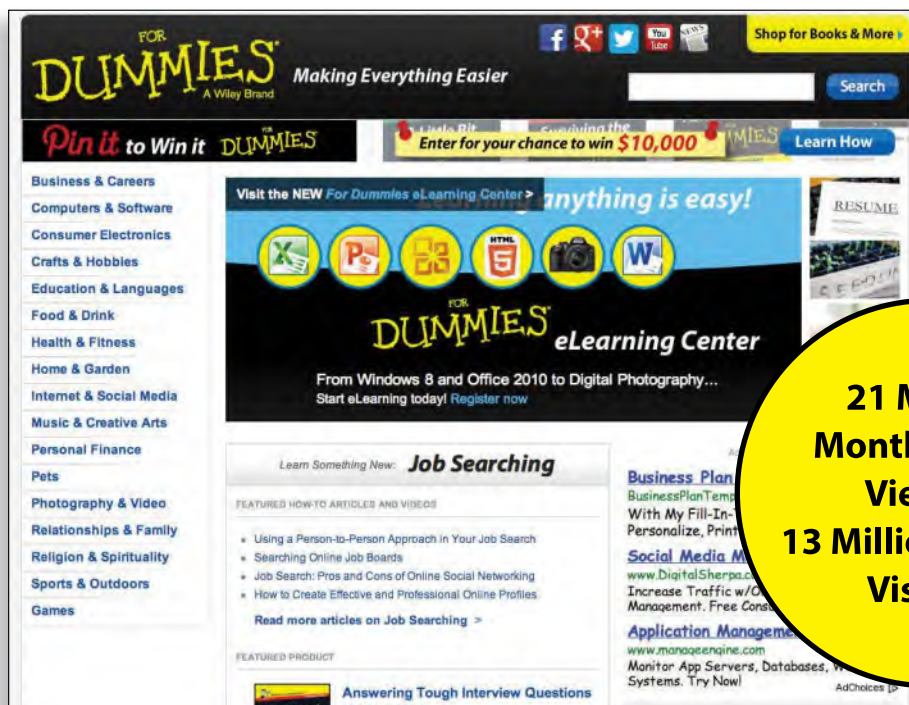 FOR
DUMMIES
A Wiley Brand
Making Everything Easier
You
Tube
NEWS
Shop for Books & More
Search
Pin it to Win it FOR DUMMIES
Enter for your chance to win $10,000
Learn How
Business & Careers
Computers & Software
Consumer Electronics
Crafts & Hobbies
Education & Languages
Food & Drink
Health & Fitness
Home & Garden
Internet & Social Media
Music & Creative Arts
Personal Finance
Pets
Photography & Video
Relationships & Family
Religion & Spirituality
Sports & Outdoors
Games
Visit the NEW For Dummies eLearning Center >
anything is easy!
HTML
5
FOR
DUMMIES
eLearning Center
From Windows 8 and Office 2010 to Digital Photography...
Start eLearning today! Register now
RESUME
Learn Something New: Job Searching
FEATURED HOW-TO ARTICLES AND VIDEOS
Using a Person-to-Person Approach in Your Job Search
Searching Online Job Boards
Job Search: Pros and Cons of Online Social Networking
How to Create Effective and Professional Online Profiles
Read more articles on Job Searching >
FEATURED PRODUCT
Answering Tough Interview Questions
Business Plan
BusinessPlanTemp
With My Fill-In-
Personalize, Print
Social Media M
www.DigitalSherpa.c
Increase Traffic w/O
Management. Free Cons
Application Manageme
www.manageengine.com
Monitor App Servers, Databases,
Systems. Try Now!
AdChoices
21 M
Month
Vie
13 Millio
Vis